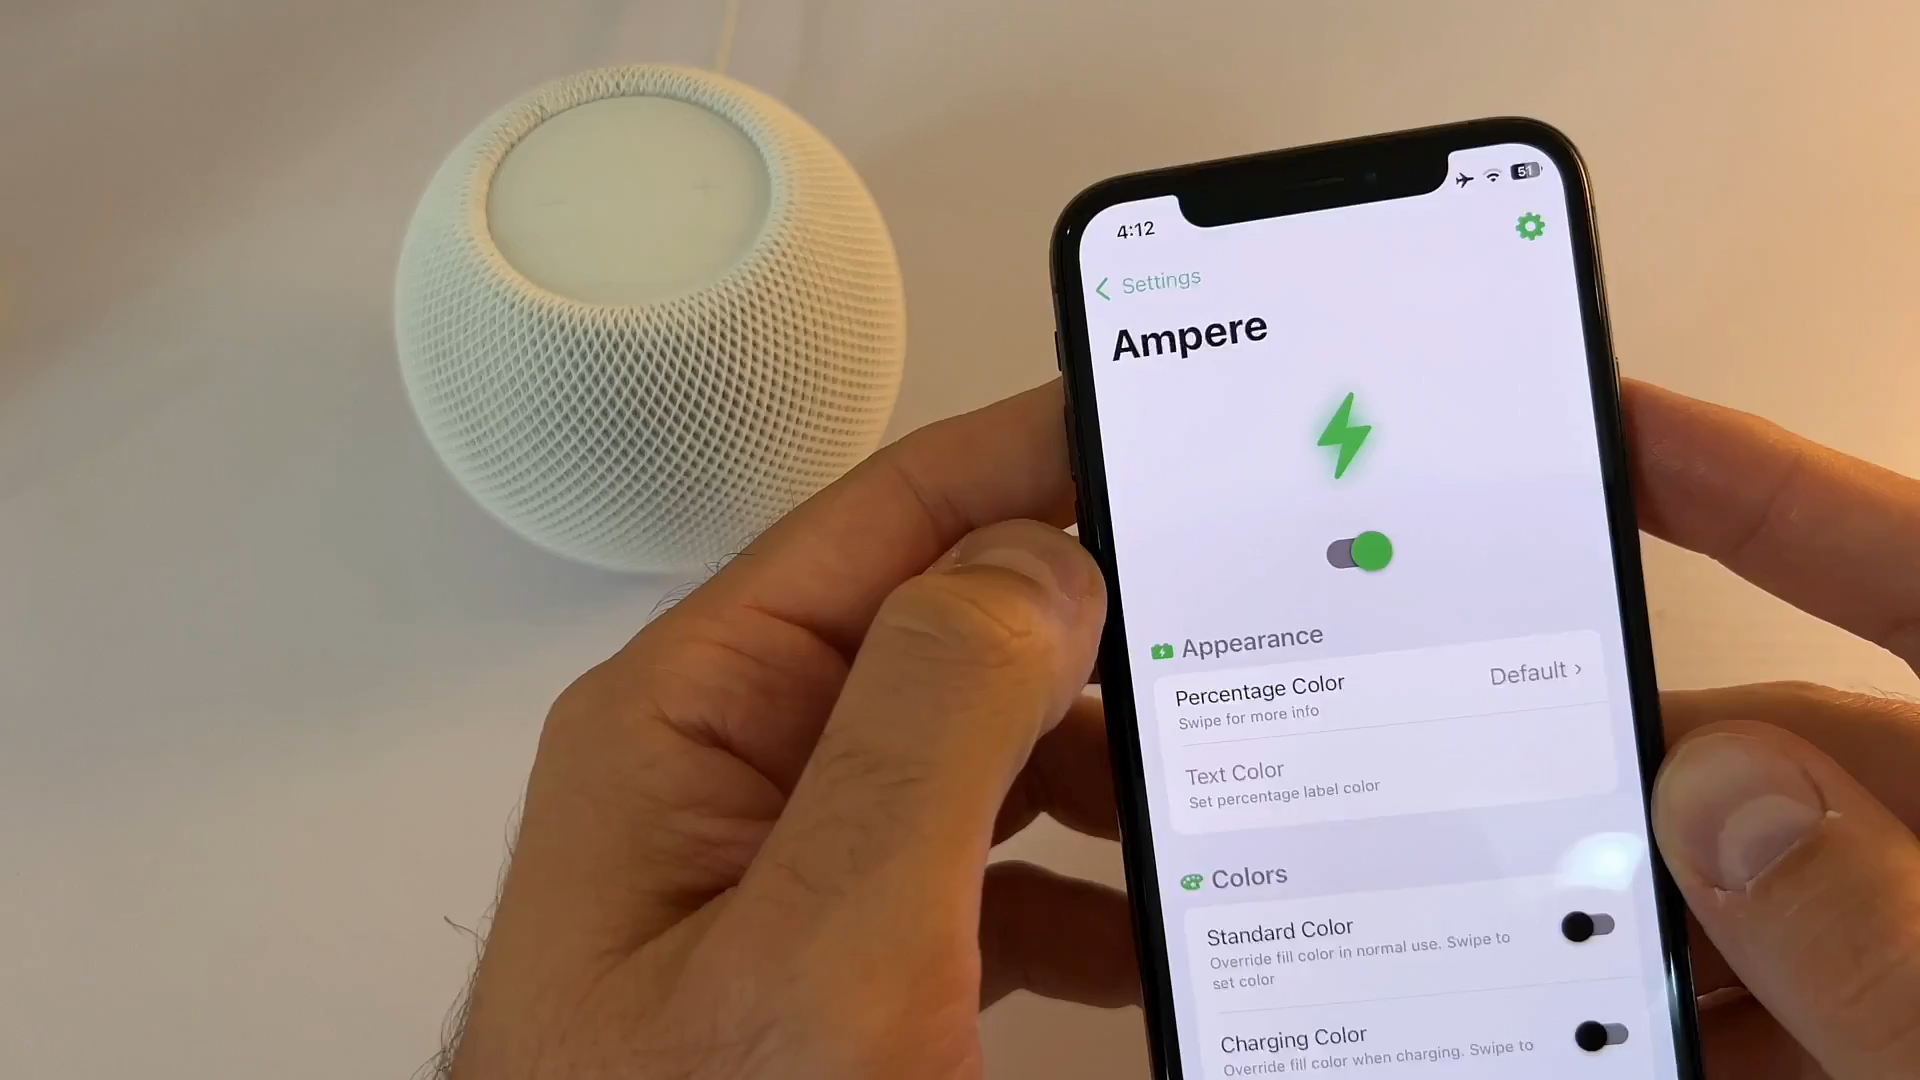 4:12
51
Settings
Ampere
Appearance
Percentage Color
Default
Swipe for more info
Text Color
Set percentage label color
Colors
Standard Color
Override fill color in normal use. Swipe to
set color
Charging Color
Override fill color when charging. Swipe to